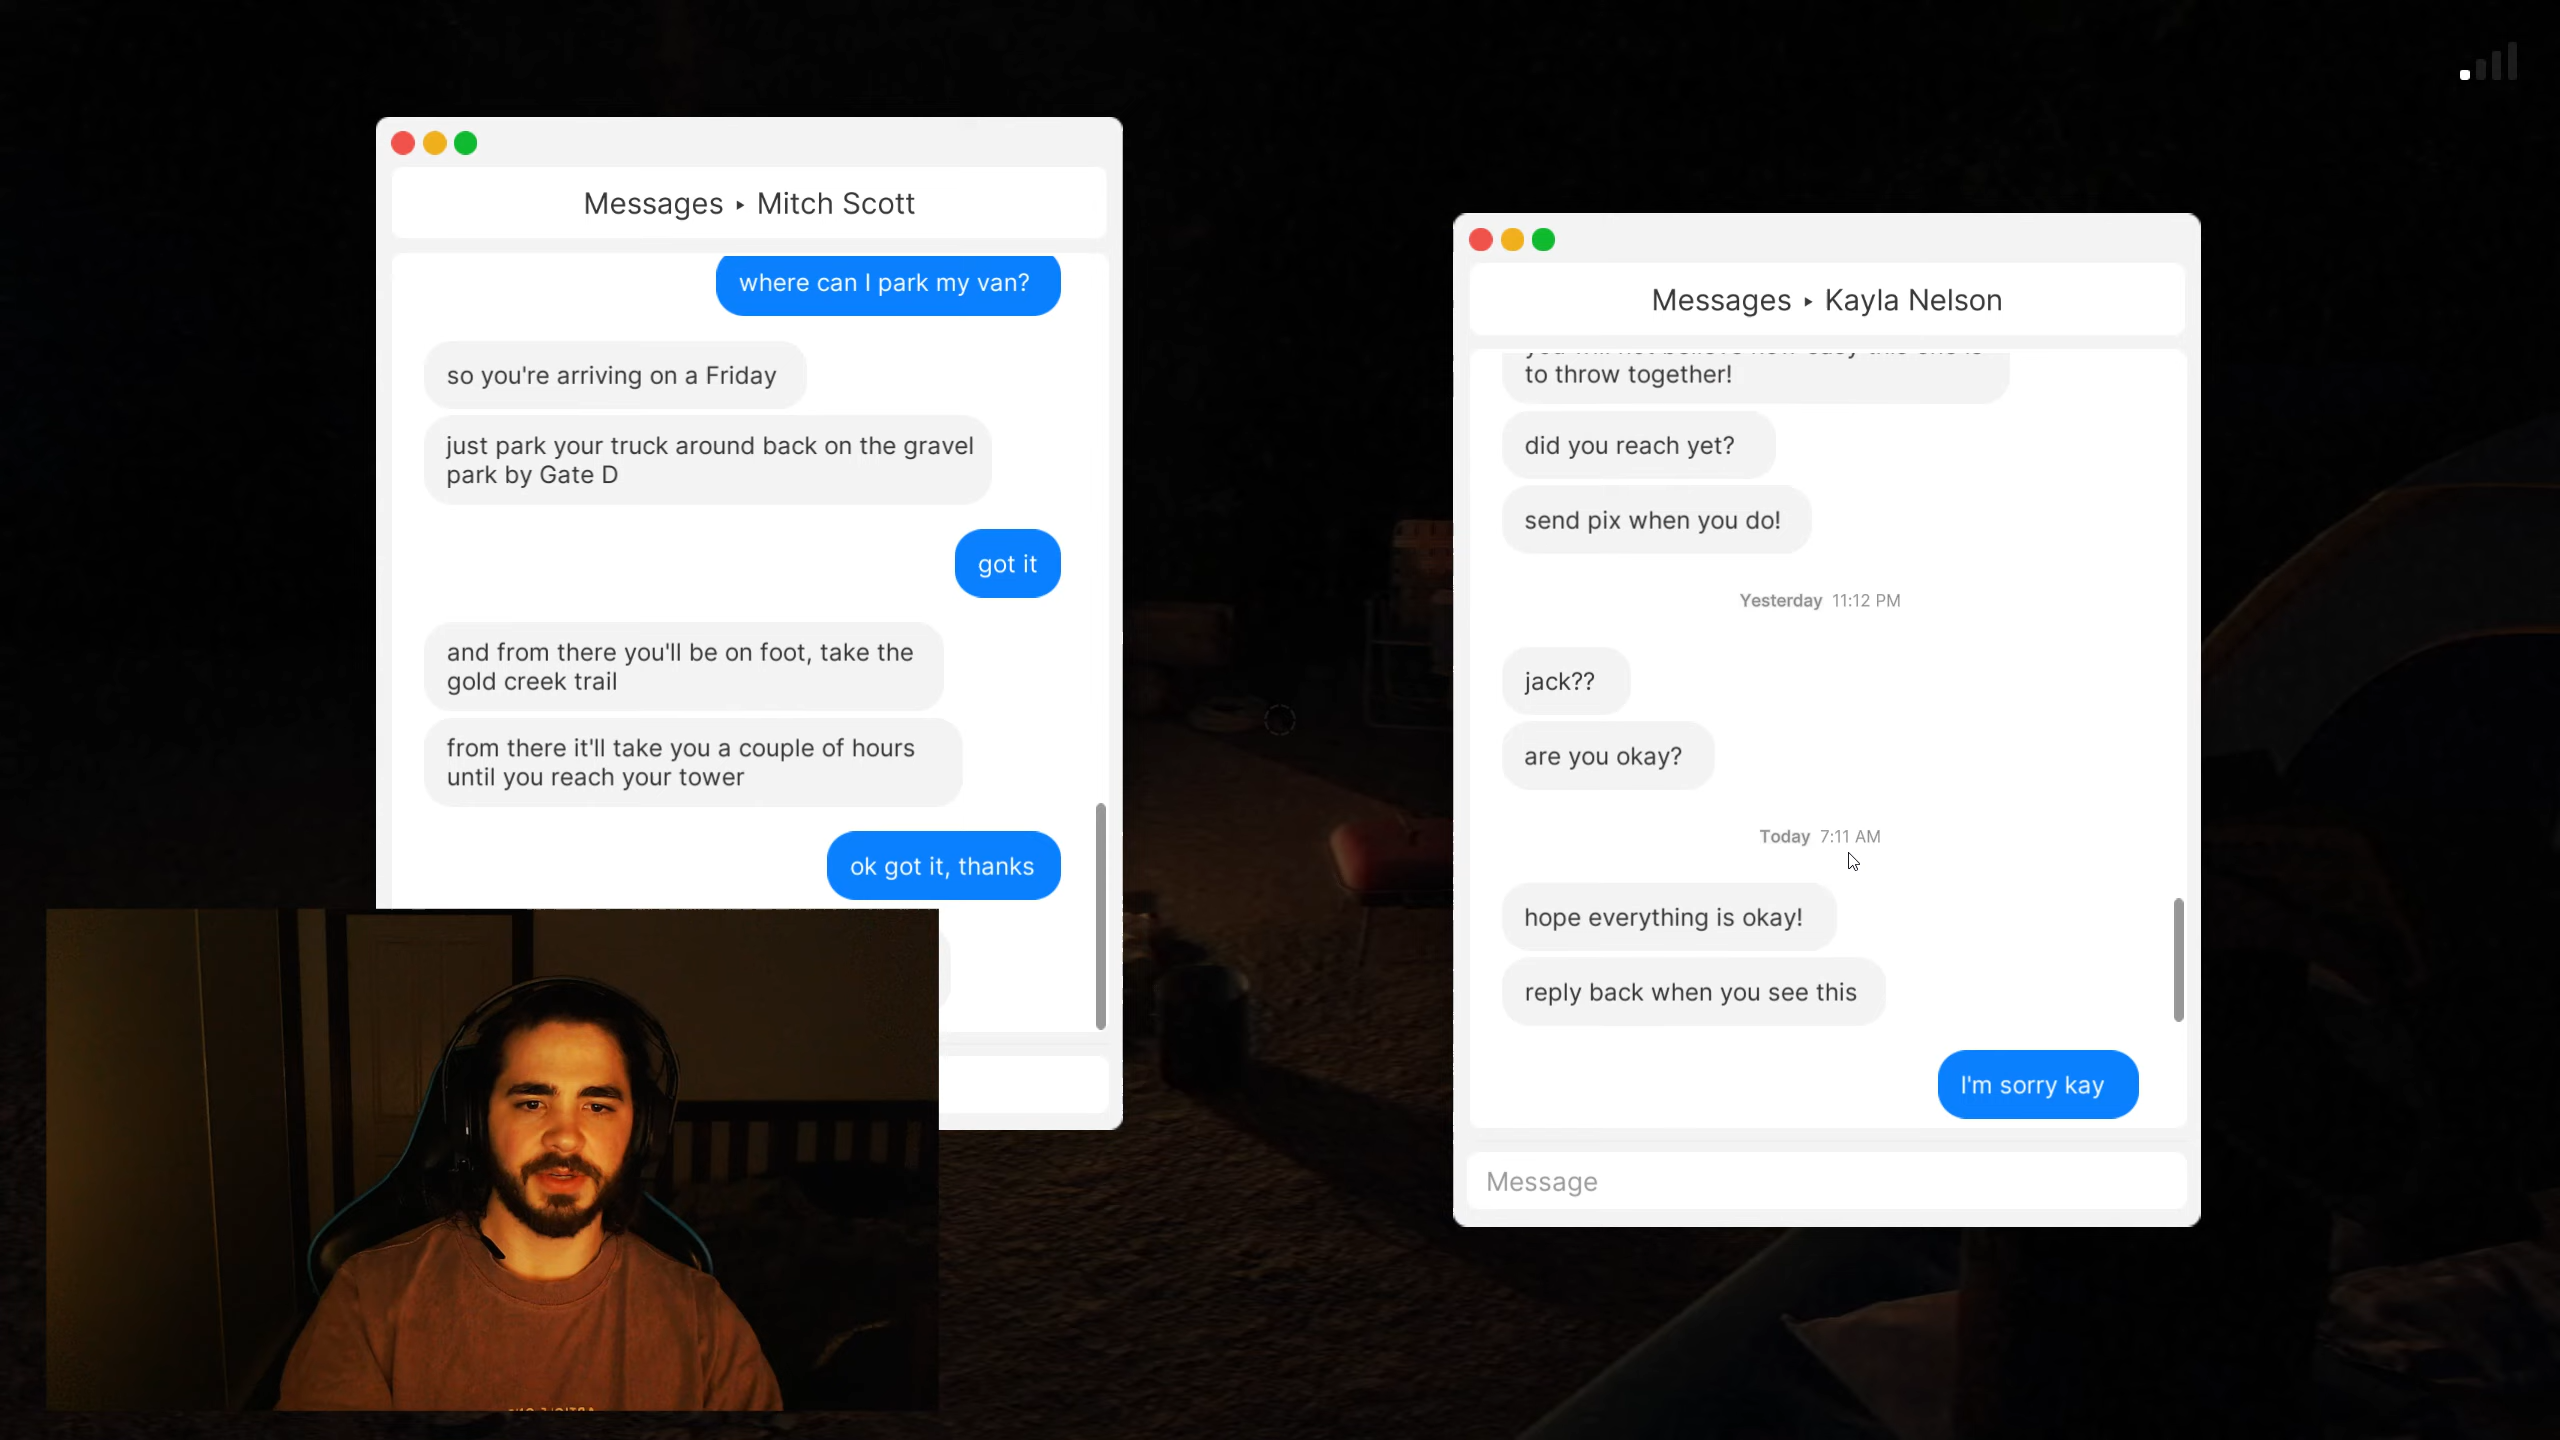 Messages ▸ Mitch Scott
where can I park my van?
so you're arriving on a Friday
just park your truck around back on the gravel
park by Gate D
got it
and from there you'll be on foot, take the
gold creek trail
from there it'll take you a couple of hours
until you reach your tower
ok got it, thanks
Messages ▸ Kayla Nelson
to throw together!
did you reach yet?
send pix when you do!
Yesterday 11:12 PM
jack??
are you okay?
Today 7:11 AM
hope everything is okay!
reply back when you see this
I'm sorry kay
Message